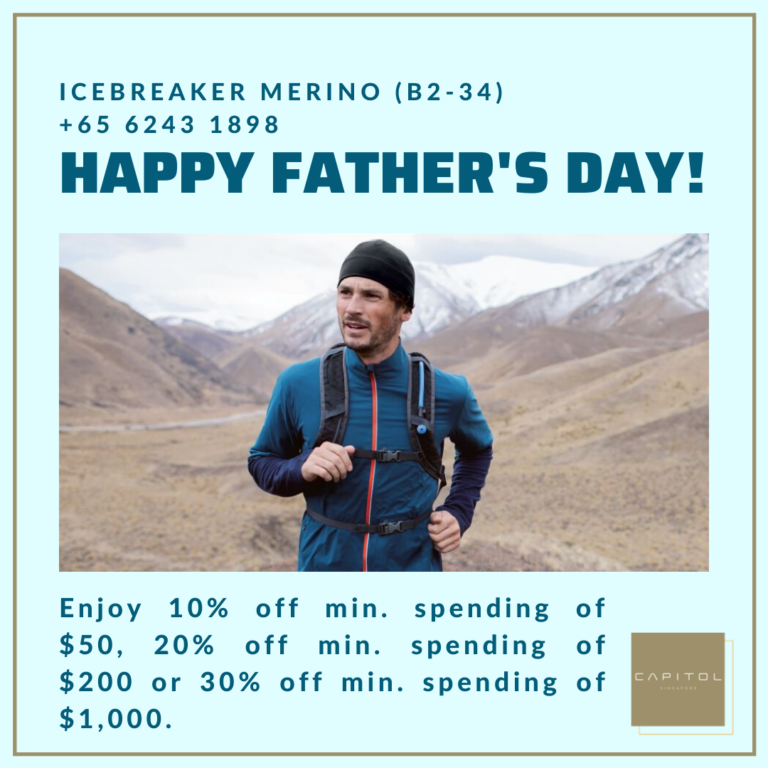 ICEBREAKER MERINO (B2-34)
+65 6243 1898
HAPPY FATHER'S DAY!
Enjoy 10% off min. spending of
$50, 20% off min. spending of
$200 or 30% off min. spending of
$1,000.
CAPITOL
SINGAPORE